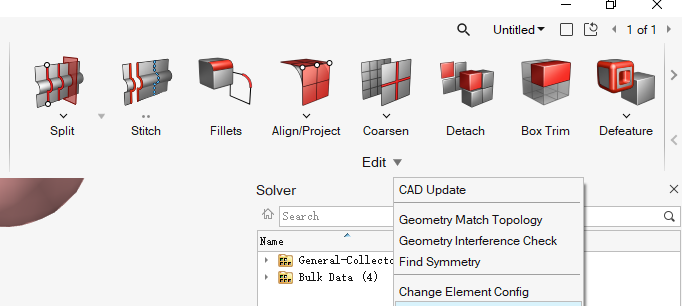 Untitled 1 of 1
Split Stitch Fillets Align/Project Coarsen Detach Box Trim Defeature
Edit
Solver
CAD Update
Search
Geometry Match Topology
Name
Geometry Interference Check
General-Collecto
Find Symmetry
Bulk Data (4)
Change Element Config